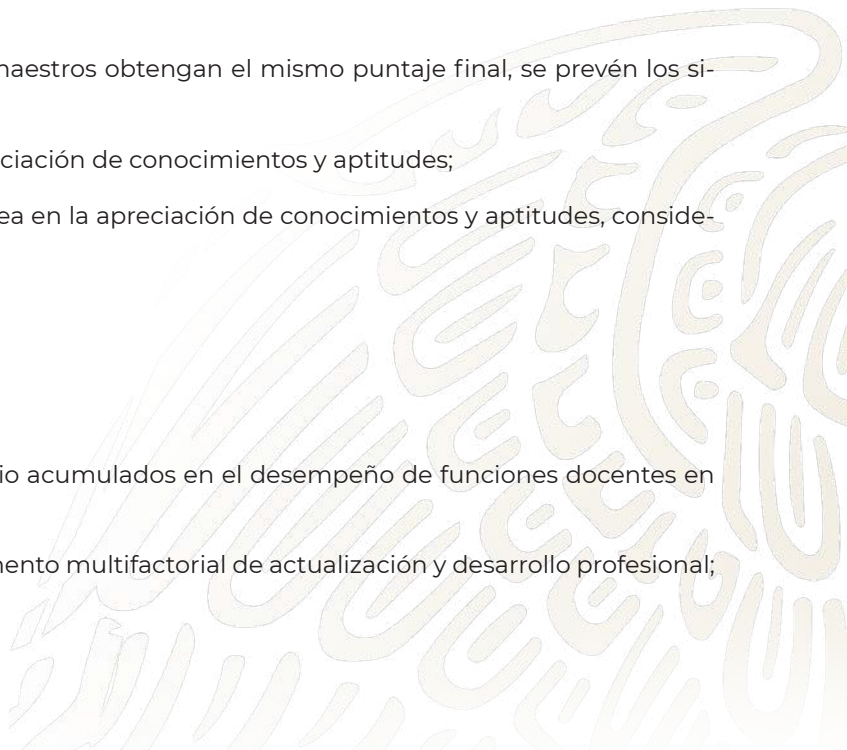 maestros obtengan el mismo puntaje final, se prevén los si-
ciación de conocimientos y aptitudes;
ea en la apreciación de conocimientos y aptitudes, conside-
io acumulados en el desempeño de funciones docentes en
ento multifactorial de actualización y desarrollo profesional;